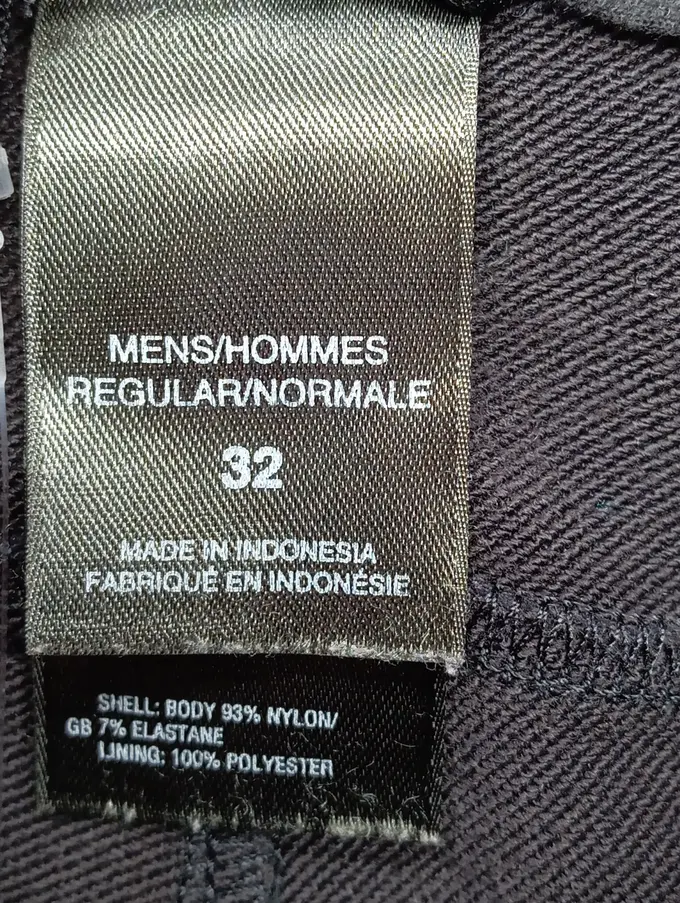 MENS/HOMMES
REGULAR/NORMALE
32
MADE IN INDONESIA
FABRIQUÉ EN INDONÉSIE
SHELL: BODY 93% NYLON/
GB 7% ELASTANE
LINING: 100% POLYESTER